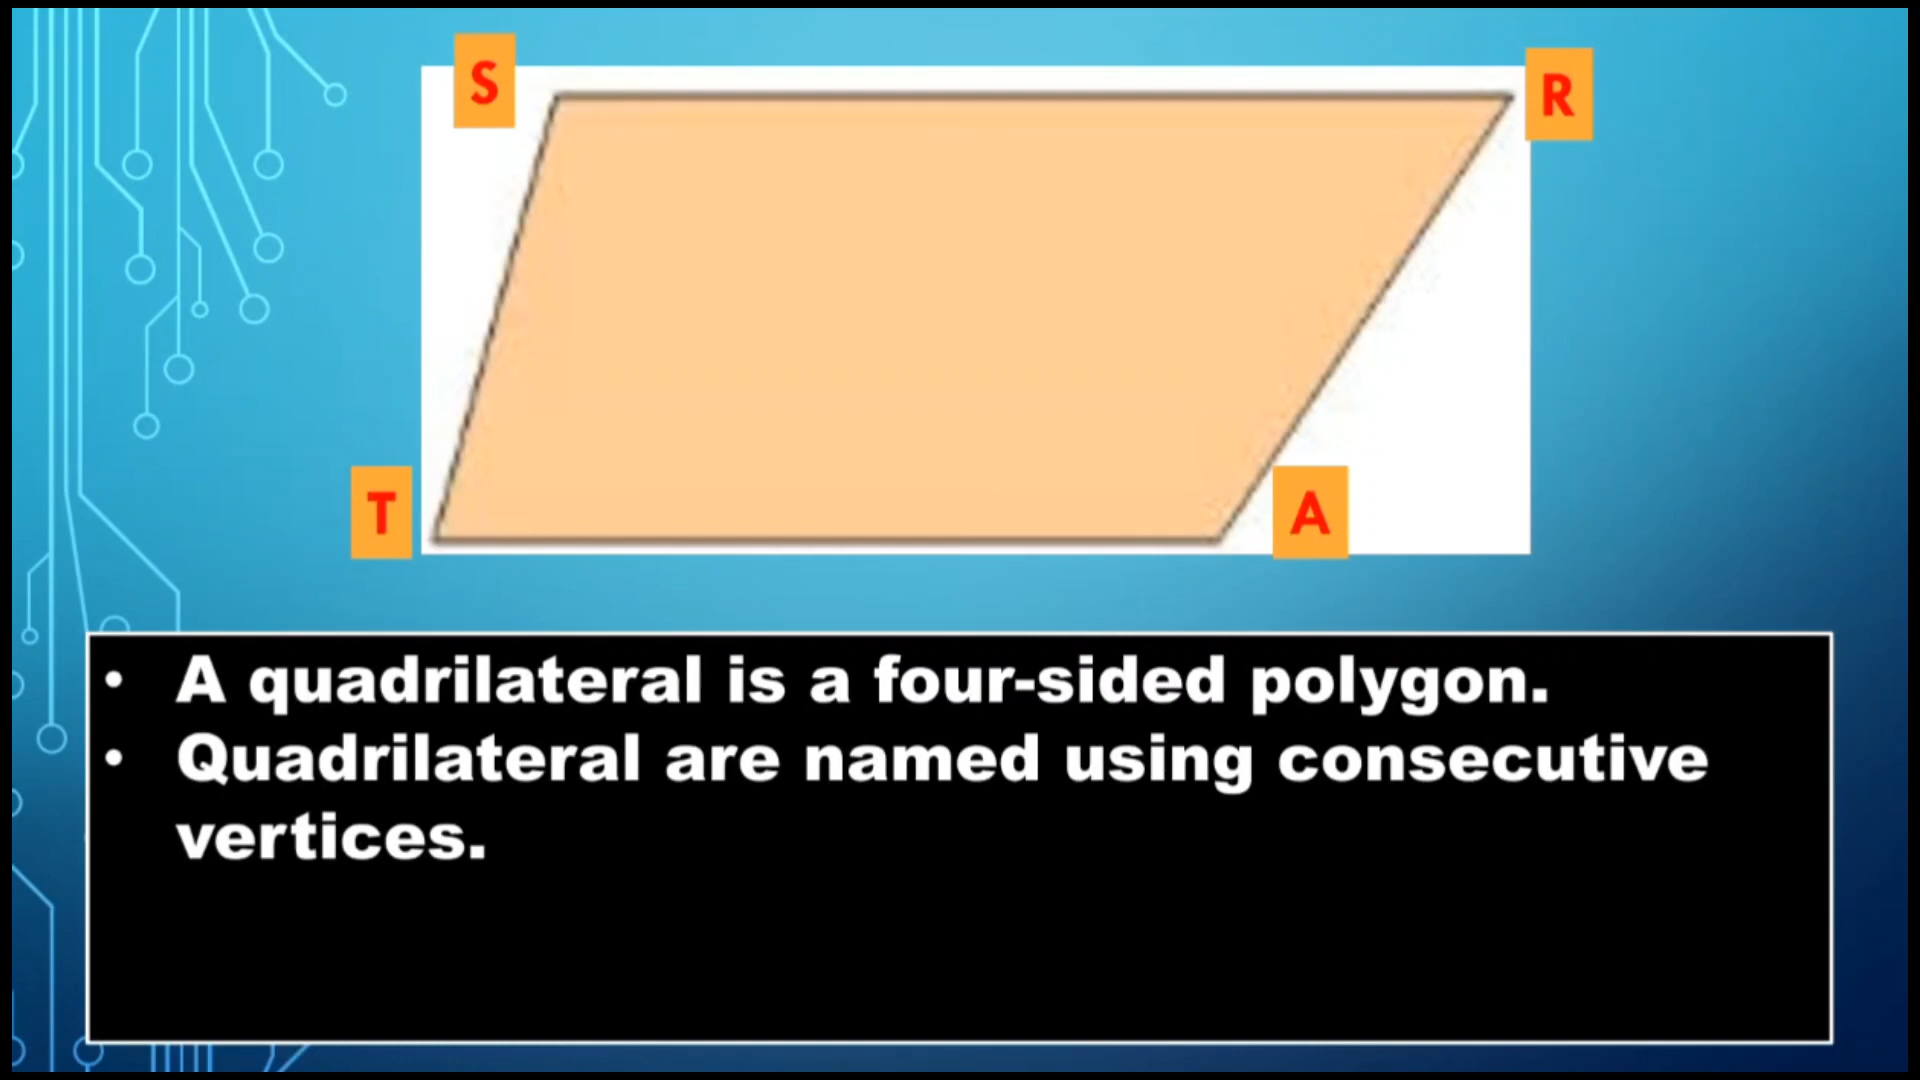 S
R
T
A
• A quadrilateral is a four-sided polygon.
• Quadrilateral are named using consecutive
vertices.